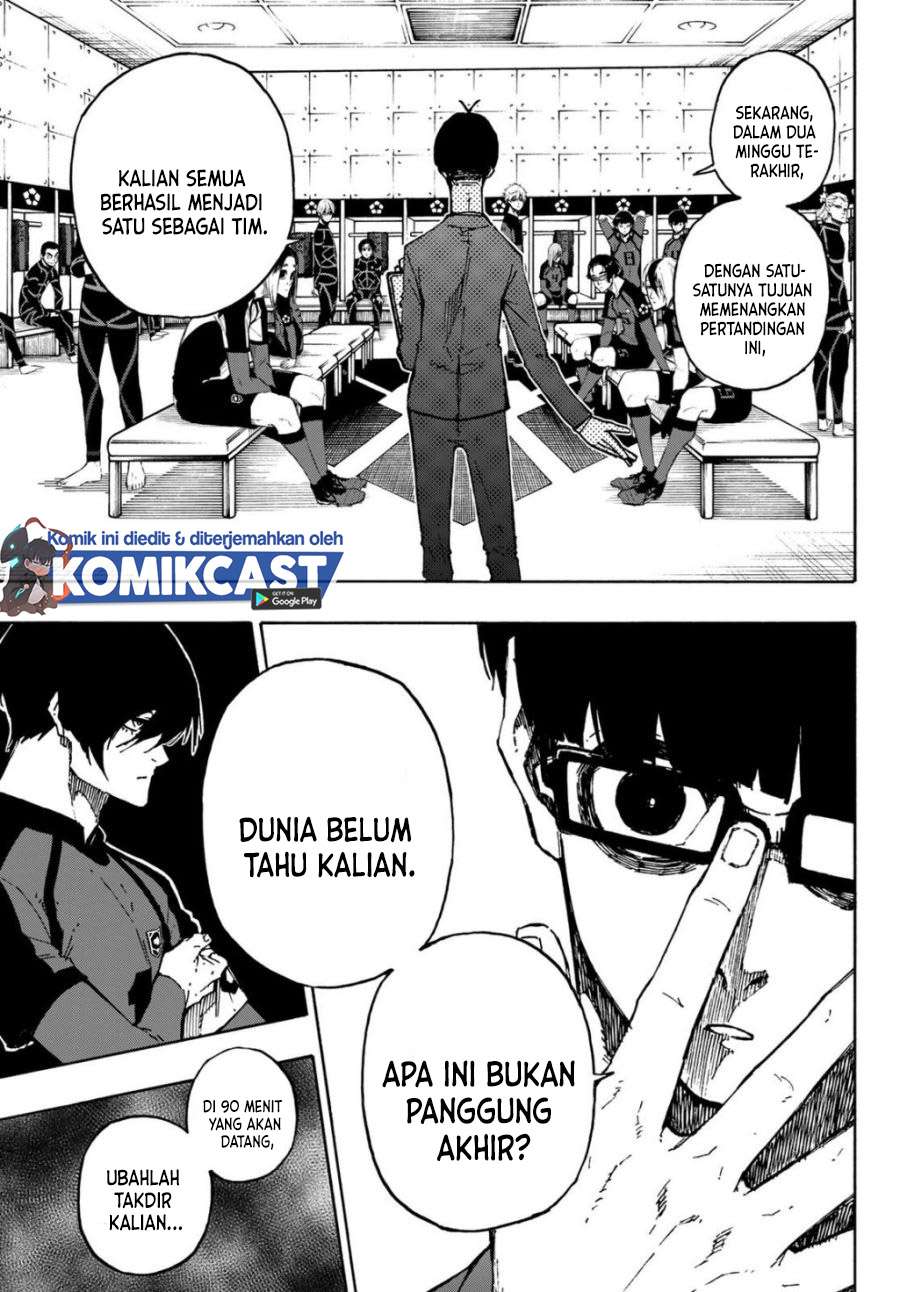 SEKARANG,
DALAM DUA
MINGGU TE-
RAKHIR,
DENGAN SATU-
SATUNYA TUJUAN
MEMENANGKAN
PERTANDINGAN
INI,
KALIAN SEMUA
BERHASIL MENJADI
SATU SEBAGAI TIM.
Komik ini diedit & diterjemahkan oleh
KOMIKCAST
GET IT ON
Google Play
DUNIA BELUM
TAHU KALIAN.
APA INI BUKAN
PANGGUNG
AKHIR?
DI 90 MENIT
YANG AKAN
DATANG,
UBAHLAH
TAKDIR
KALIAN...